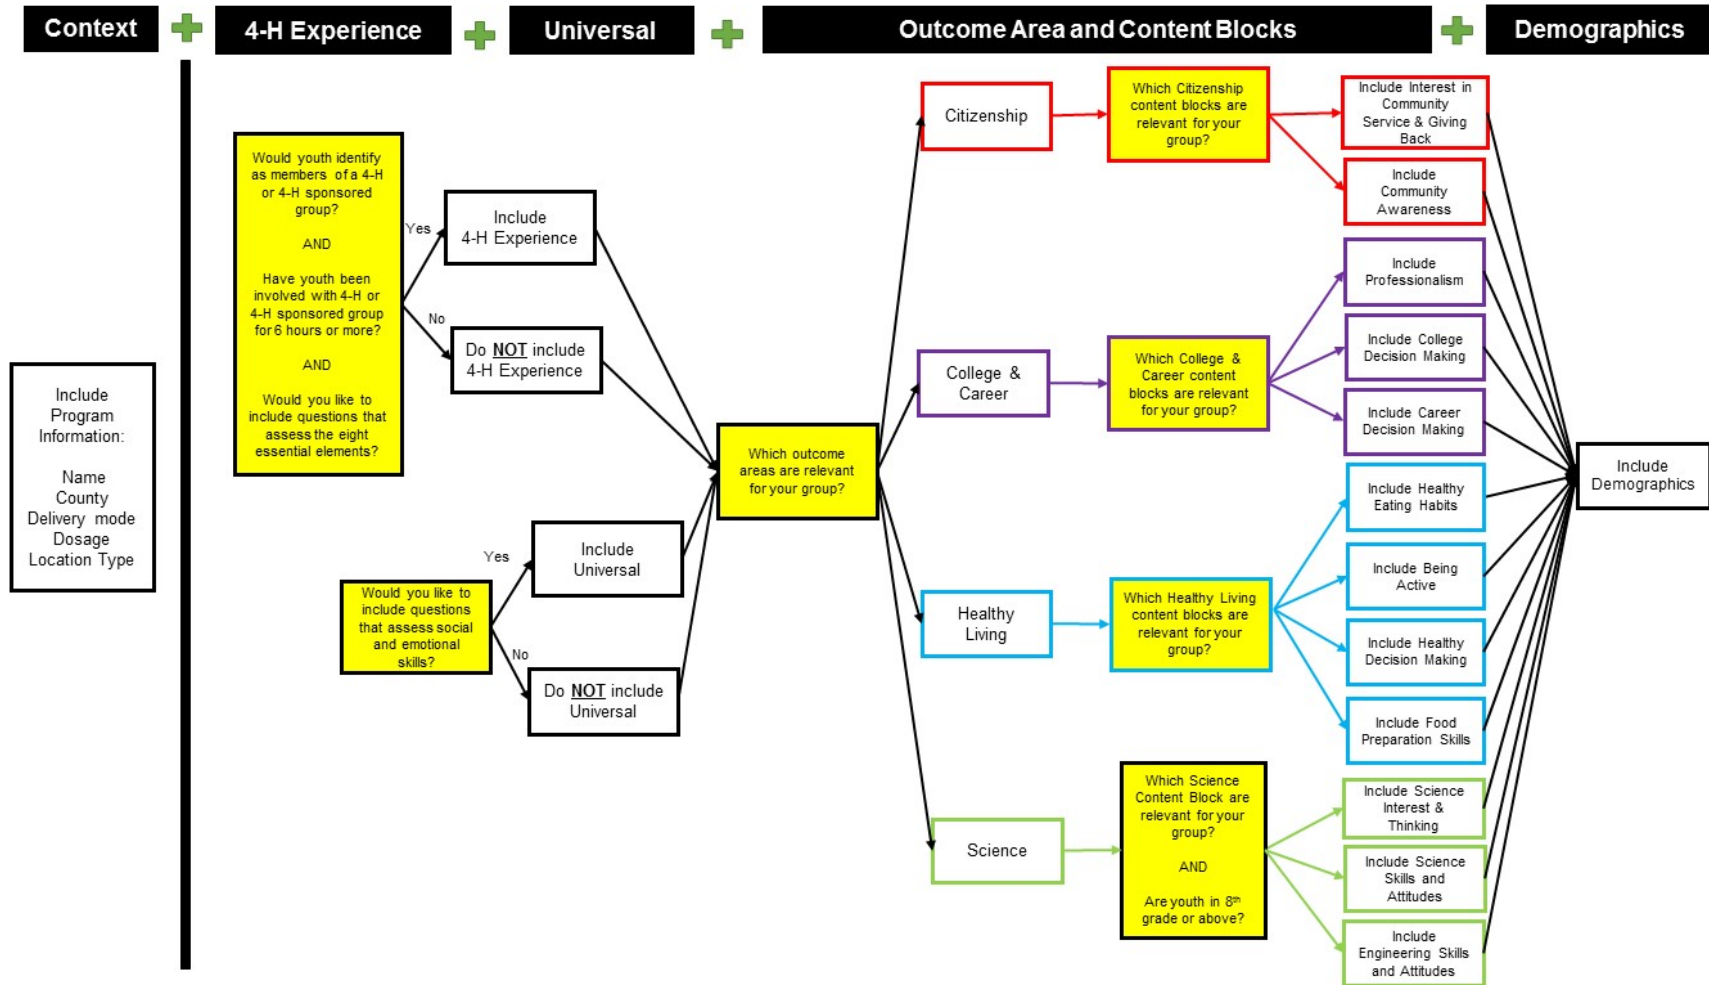 Context
4-H Experience
Universal
Outcome Area and Content Blocks
Demographics
Include
Program
Information:
Name
County
Delivery mode
Dosage
Location Type
Would youth identify
as members of a 4-H
or 4-H sponsored
group?
AND
Have youth been
involved with 4-H or
4-H sponsored group
for 6 hours or more?
AND
Would you like to
include questions that
assess the eight
essential elements?
Yes
No
Include
4-H Experience
Do NOT include
4-H Experience
Would you like to
include questions
that assess social
and emotional
skills?
Yes
No
Include
Universal
Do NOT include
Universal
Which outcome
areas are relevant
for your group?
Citizenship
Which Citizenship
content blocks are
relevant for your
group?
Include Interest in
Community
Service & Giving
Back
Include
Community
Awareness
College &
Career
Which College &
Career content
blocks are relevant
for your group?
Include
Professionalism
Include College
Decision Making
Include Career
Decision Making
Healthy
Living
Which Healthy Living
content blocks are
relevant for your
group?
Include Healthy
Eating Habits
Include Being
Active
Include Healthy
Decision Making
Include Food
Preparation Skills
Science
Which Science
Content Block are
relevant for your
group?
AND
Are youth in 8th
grade or above?
Include Science
Interest &
Thinking
Include Science
Skills and
Attitudes
Include
Engineering Skills
and Attitudes
Include
Demographics